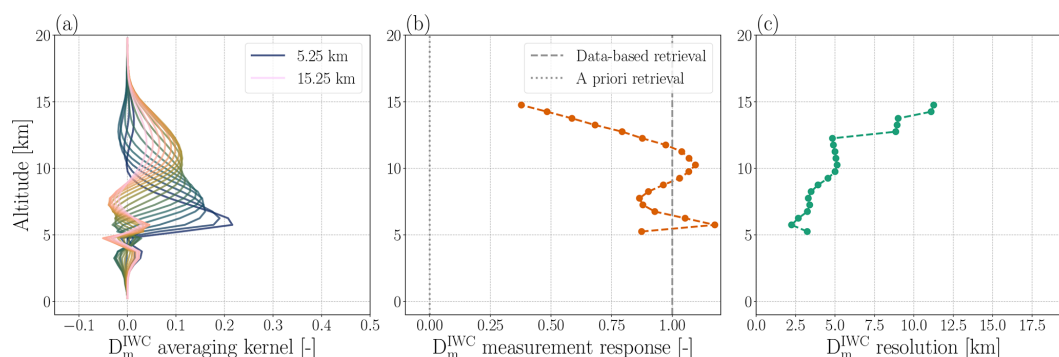 (a)
(b)
(c)
20
15
10
5
0
Altitude [km]
5.25 km
15.25 km
−0.1 0.0 0.1 0.2 0.3 0.4 0.5
D_m^IWC averaging kernel [-]
20
15
10
5
0
Data-based retrieval
A priori retrieval
0.00 0.25 0.50 0.75 1.00
D_m^IWC measurement response [-]
20
15
10
5
0
0.0 2.5 5.0 7.5 10.0 12.5 15.0 17.5
D_m^IWC resolution [km]